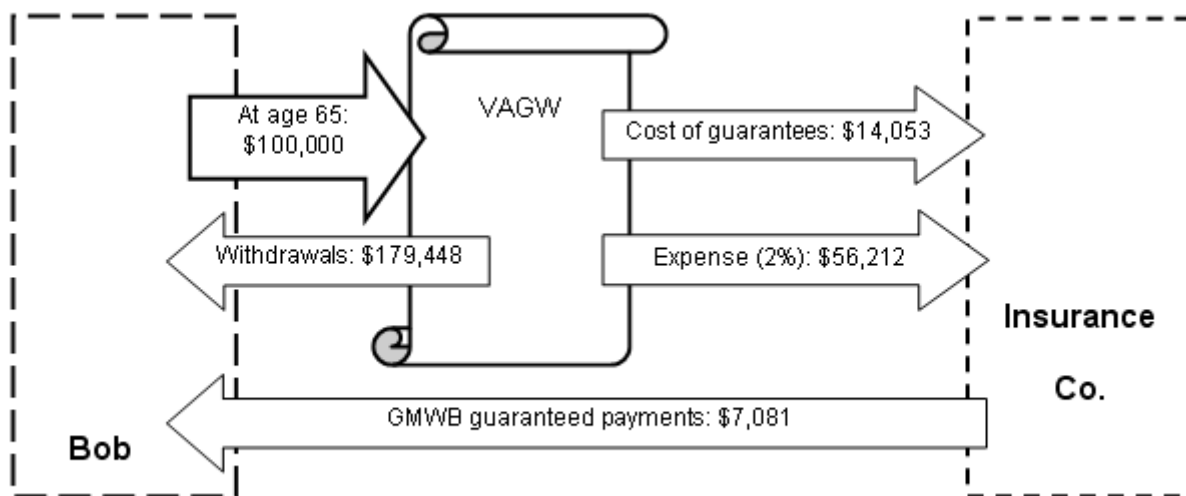 At age 65:
$100,000
VAGW
Cost of guarantees: $14,053
Withdrawals: $179,448
Expense (2%): $56,212
Insurance
Co.
GMWB guaranteed payments: $7,081
Bob